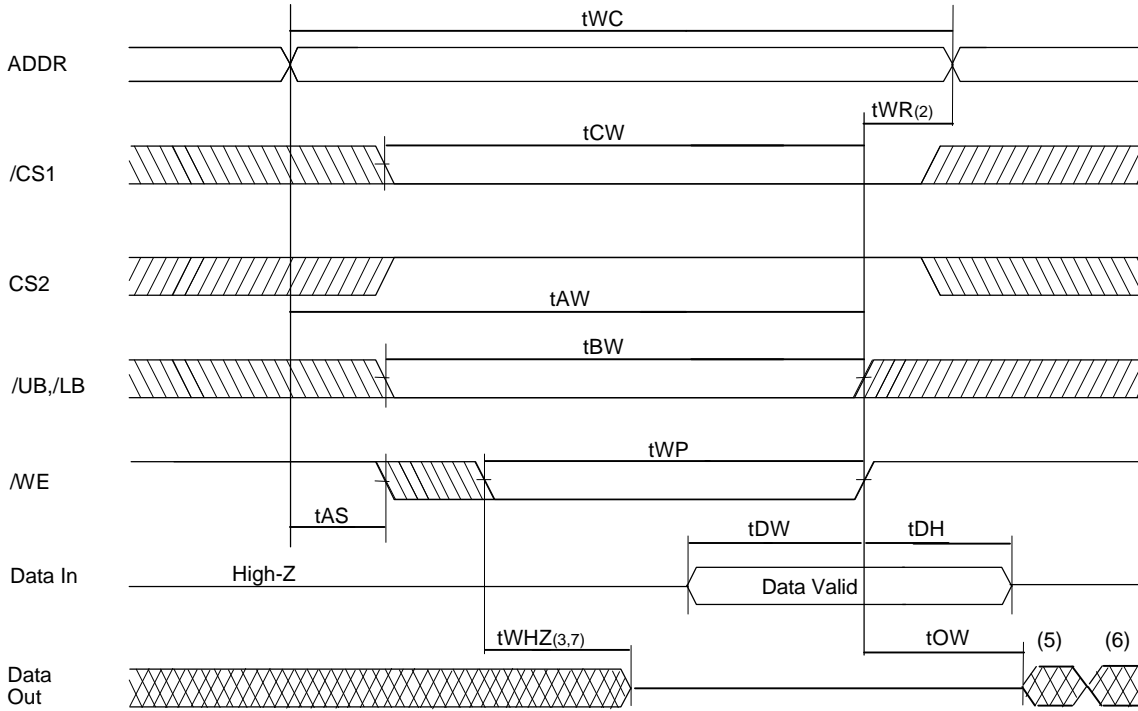 tWC
ADDR
tWR(2)
tCW
/CS1
CS2
tAW
tBW
/UB,/LB
tWP
/WE
tAS
tDW tDH
Data In High-Z Data Valid
tWHZ(3,7) tOW (5) (6)
Data
Out